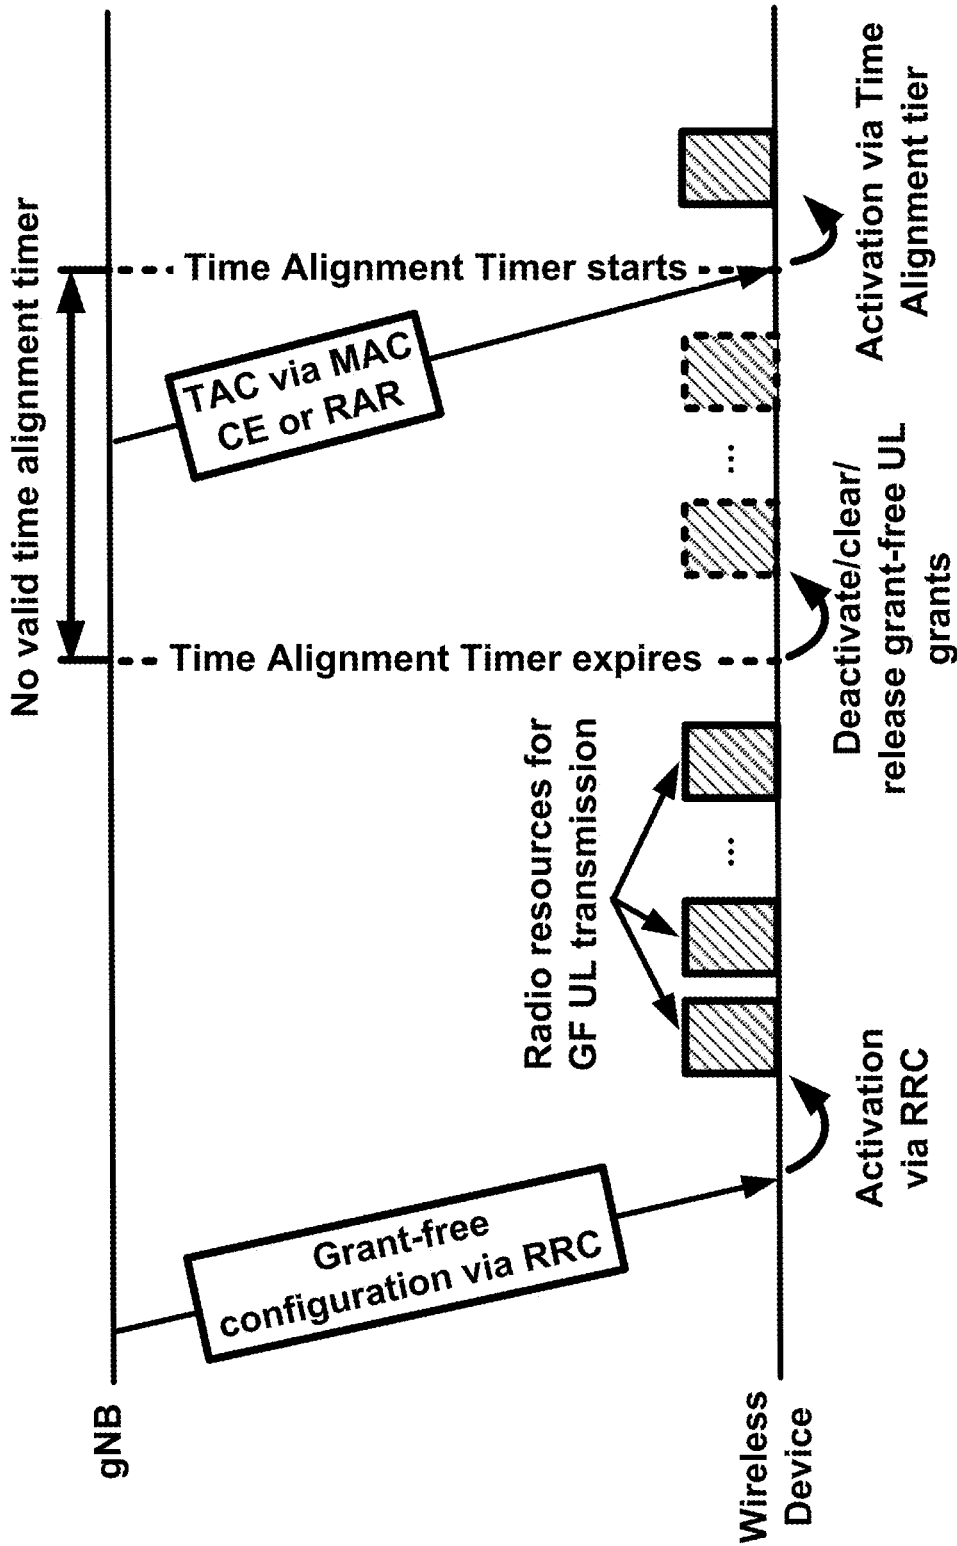 No valid time alignment timer
gNB
Grant-free
configuration via RRC
Time Alignment Timer expires
TAC via MAC
CE or RAR
Time Alignment Timer starts
Radio resources for
GF UL transmission
...
...
Wireless
Device
Activation
via RRC
Deactivate/clear/
release grant-free UL
grants
Activation via Time
Alignment tier